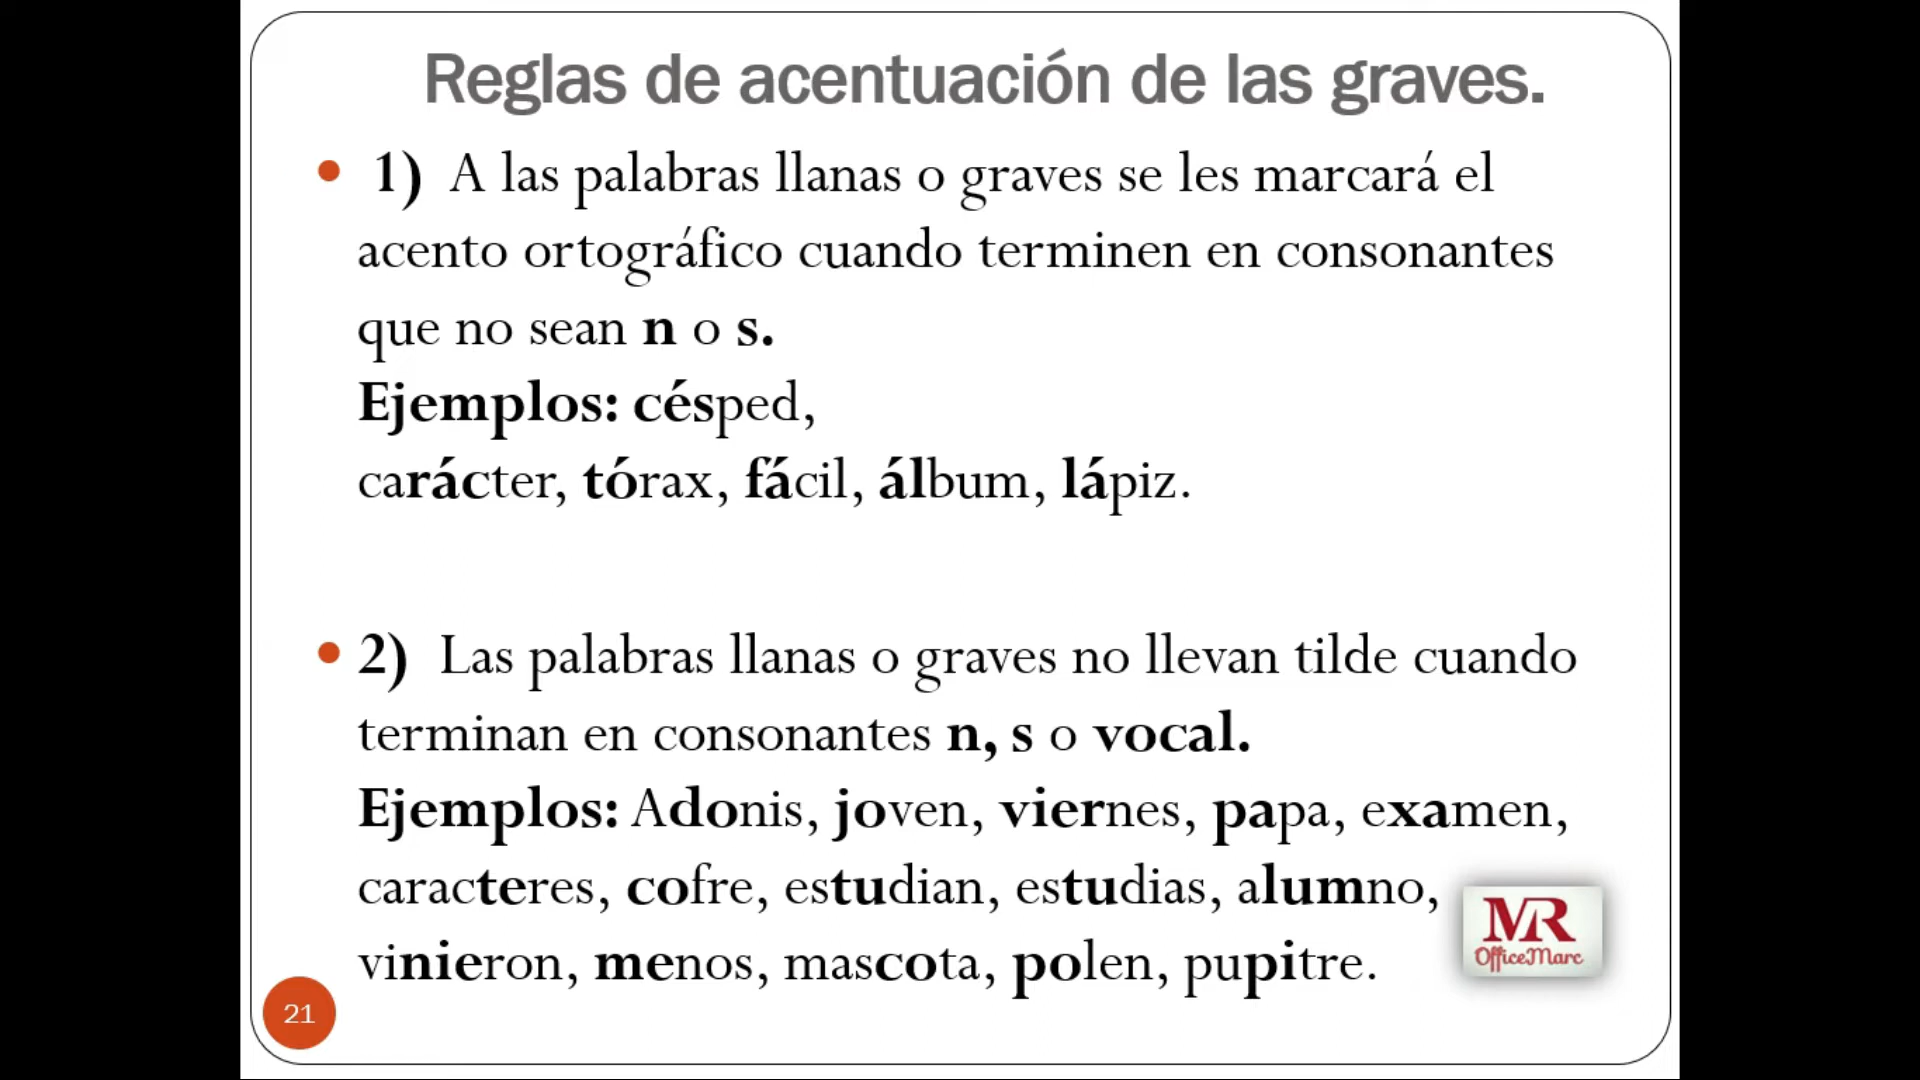 Reglas de acentuación de las graves.
1) A las palabras llanas o graves se les marcará el
acento ortográfico cuando terminen en consonantes
que no sean n o s.
Ejemplos: césped,
carácter, tórax, fácil, álbum, lápiz.
2) Las palabras llanas o graves no llevan tilde cuando
terminan en consonantes n, s o vocal.
Ejemplos: Adonis, joven, viernes, papa, examen,
caracteres, cofre, estudian, estudias, alumno,
vinieron, menos, mascota, polen, pupitre.
MR
OfficeMarc
21